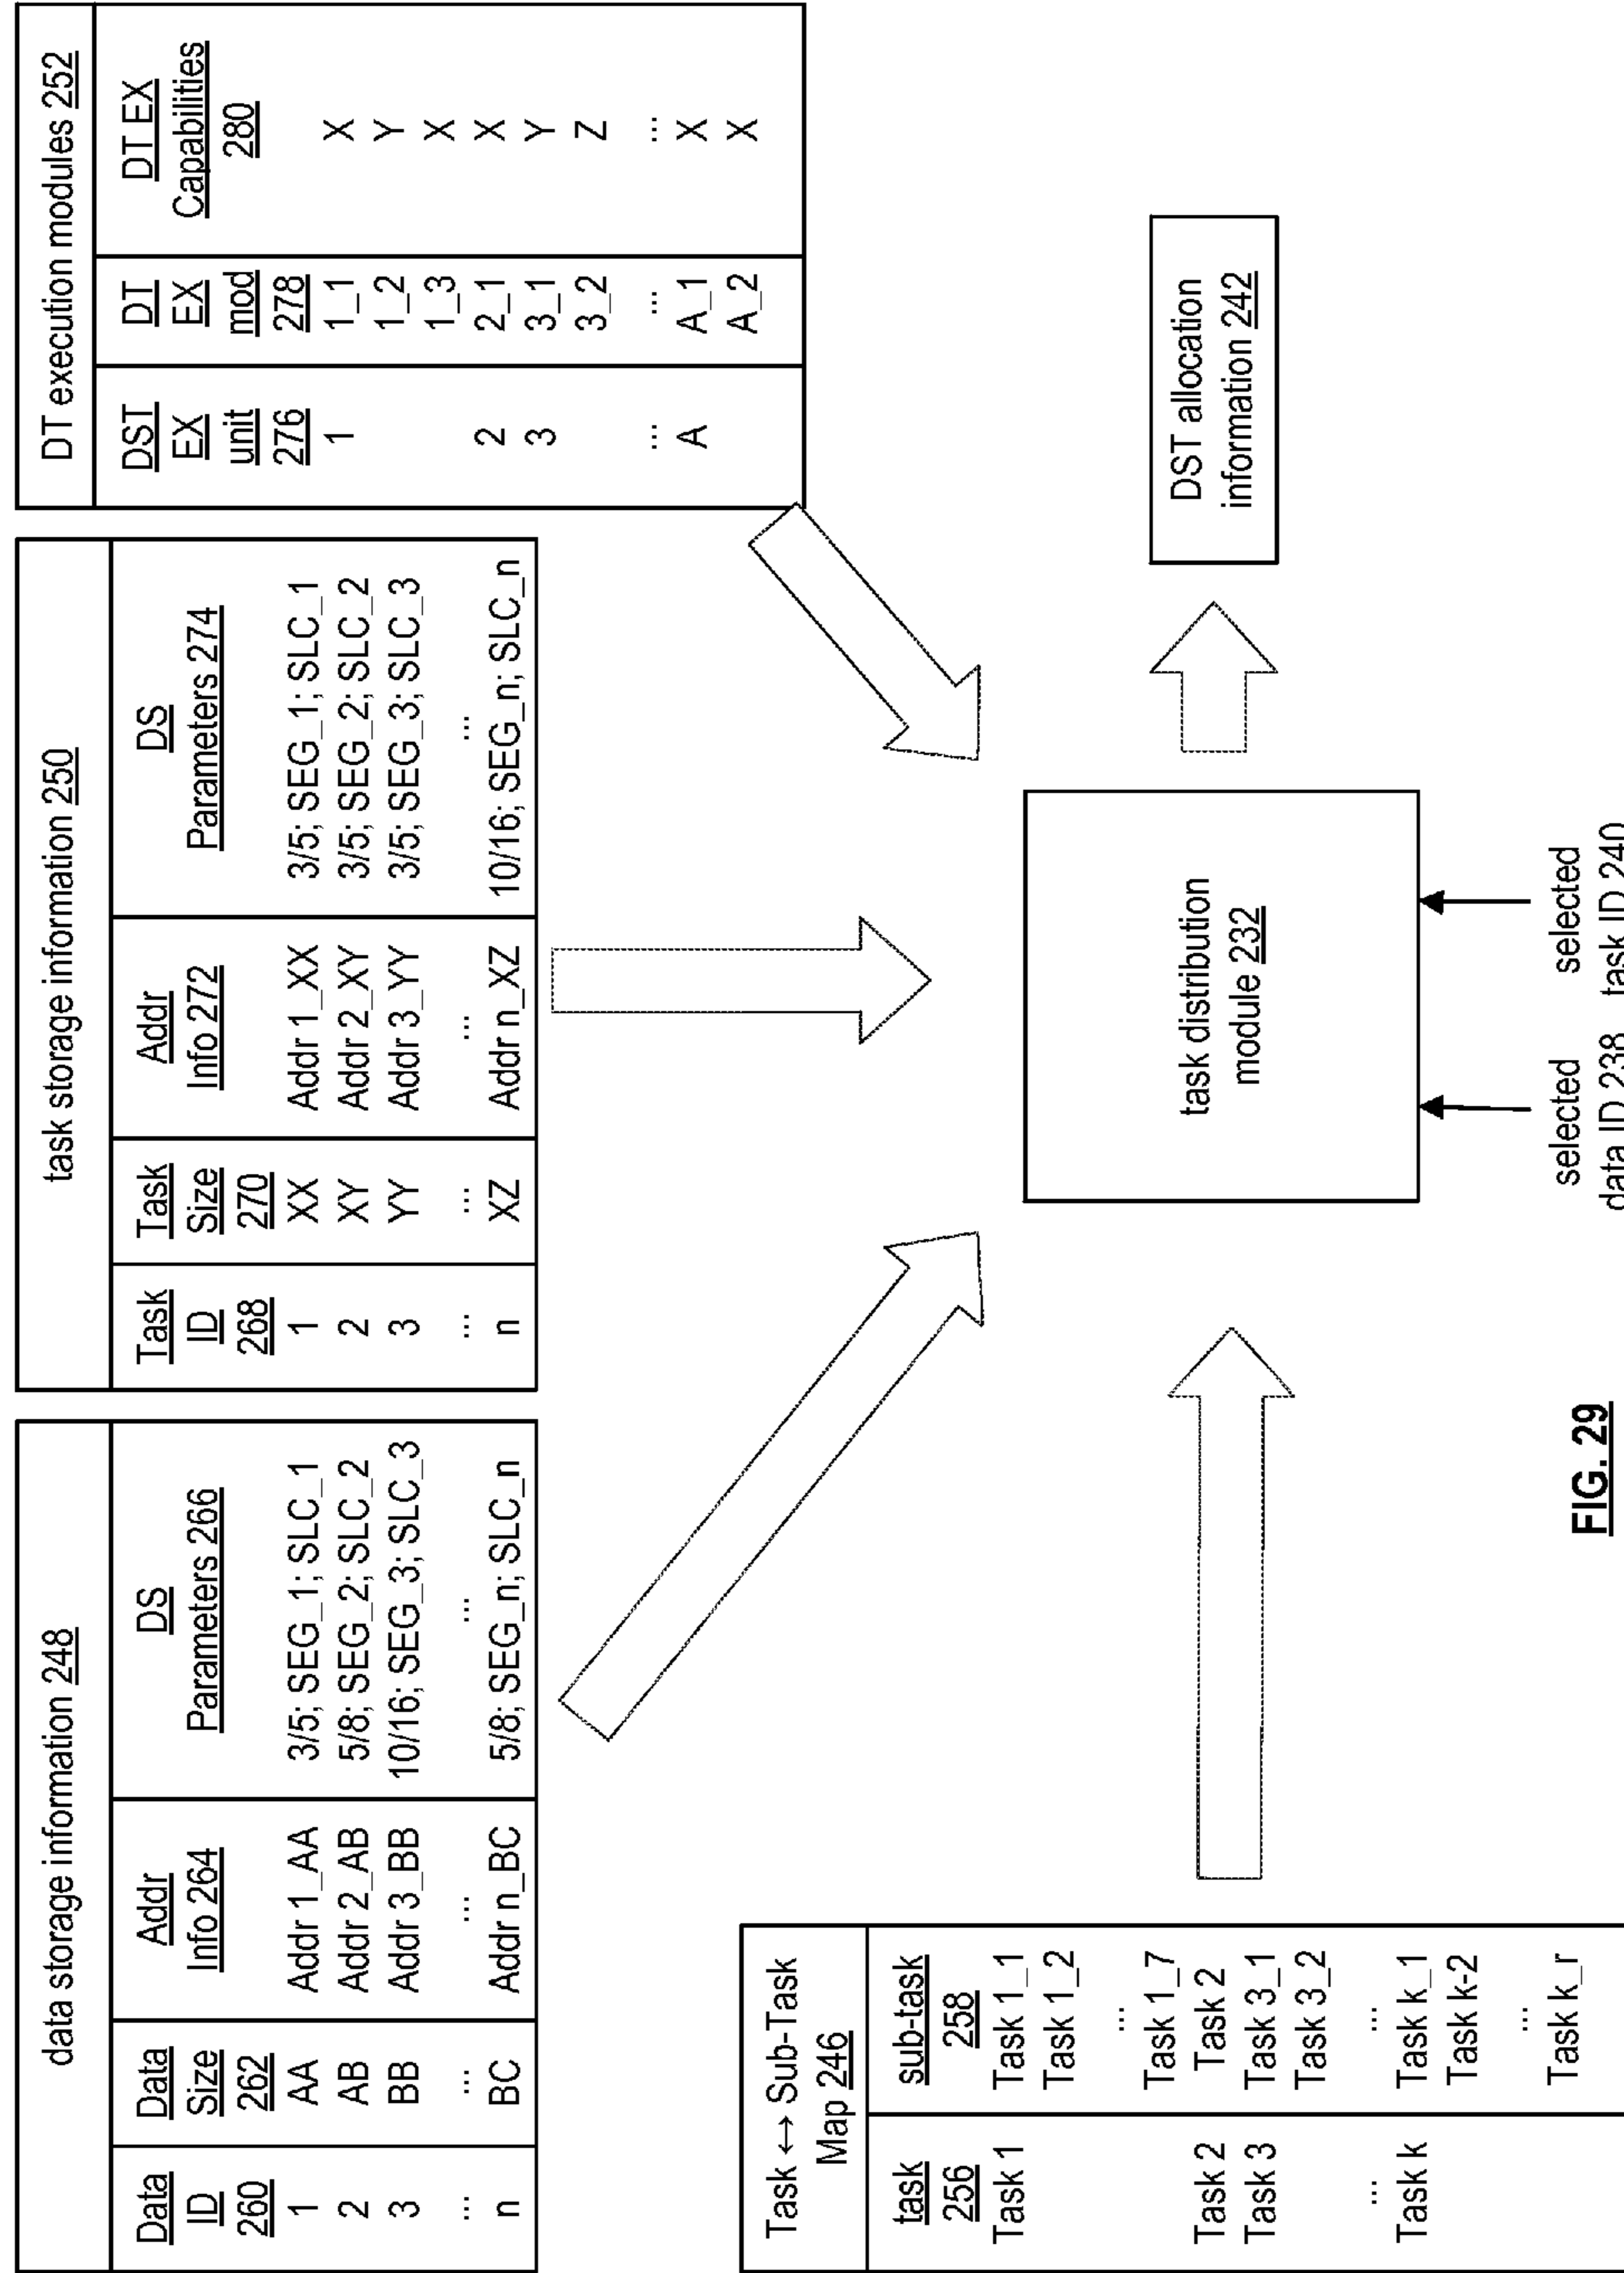 data storage information 248
Data ID 260 Data Size 262 Addr Info 264 DS Parameters 266
1 AA Addr 1_AA 3/5; SEG_1; SLC_1
2 AB Addr 2_AB 5/8; SEG_2; SLC_2
3 BB Addr 3_BB 10/16; SEG_3; SLC_3
... ... ... ...
n BC Addr n_BC 5/8; SEG_n; SLC_n
task storage information 250
Task ID 268 Task Size 270 Addr Info 272 DS Parameters 274
1 XX Addr 1_XX 3/5; SEG_1; SLC_1
2 XY Addr 2_XY 3/5; SEG_2; SLC_2
3 YY Addr 3_YY 3/5; SEG_3; SLC_3
... ... ... ...
n XZ Addr n_XZ 10/16; SEG_n; SLC_n
DT execution modules 252
DST EX unit 276 DT EX mod 278 DT EX Capabilities 280
1 1_1 X
1_2 Y
1_3 X
2 2_1 X
3 3_1 Y
3_2 Z
... ... ...
A A_1 X
A_2 X
Task ↔ Sub-Task
Map 246
task 256 sub-task 258
Task 1 Task 1_1
Task 1_2
...
Task 1_7
Task 2 Task 2
Task 3 Task 3_1
Task 3_2
... ...
Task k Task k_1
Task k-2
...
Task k_r
task distribution
module 232
DST allocation
information 242
selected
data ID 238
selected
task ID 240
FIG. 29